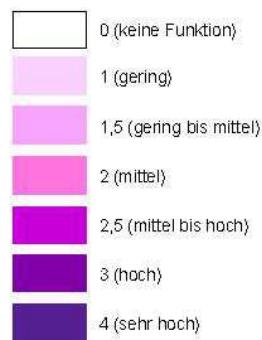 0 (keine Funktion)
1 (gering)
1,5 (gering bis mittel)
2 (mittel)
2,5 (mittel bis hoch)
3 (hoch)
4 (sehr hoch)